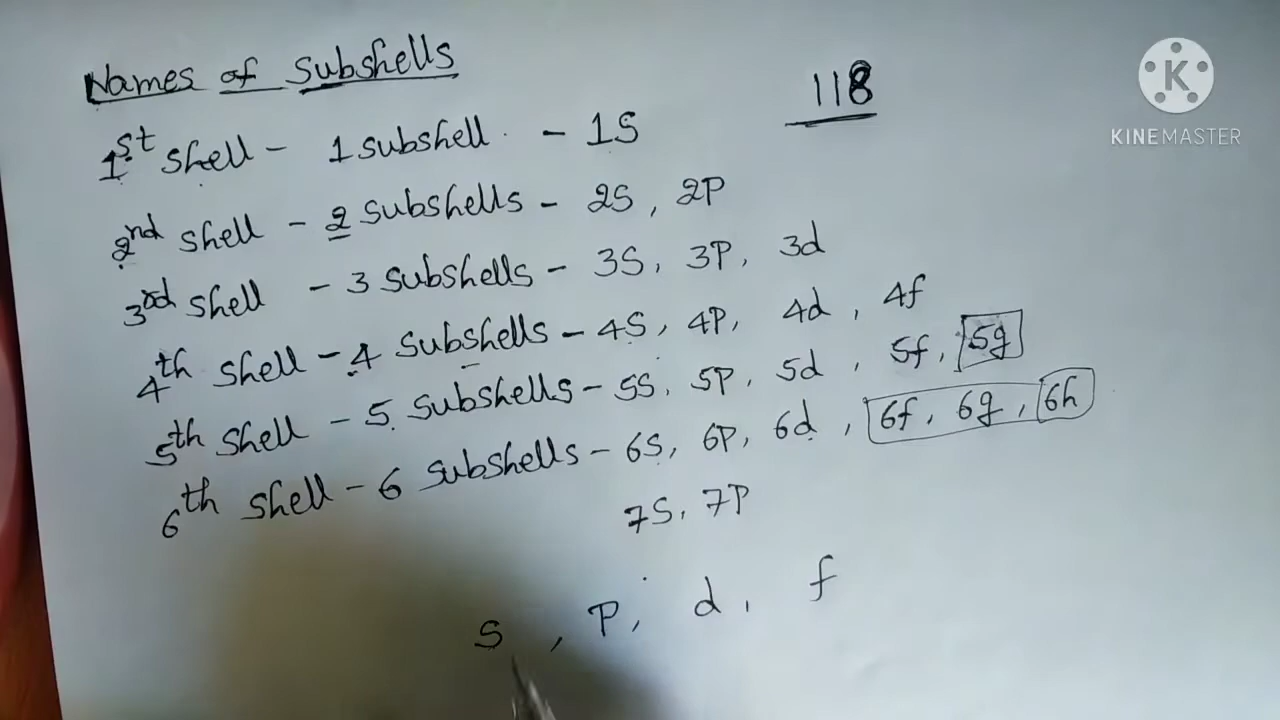 Names of Subshells
118
K
KINEMASTER
1st shell - 1 subshell - 1S
2nd shell - 2 subshells - 2S, 2P
3rd shell - 3 subshells - 3S, 3P, 3d
4th shell - 4 subshells - 4S, 4P, 4d, 4f
5th shell - 5 subshells - 5S, 5P, 5d, 5f, 5g
6th shell - 6 subshells - 6S, 6P, 6d, 6f, 6g, 6h
7S, 7P
S, P, d, f